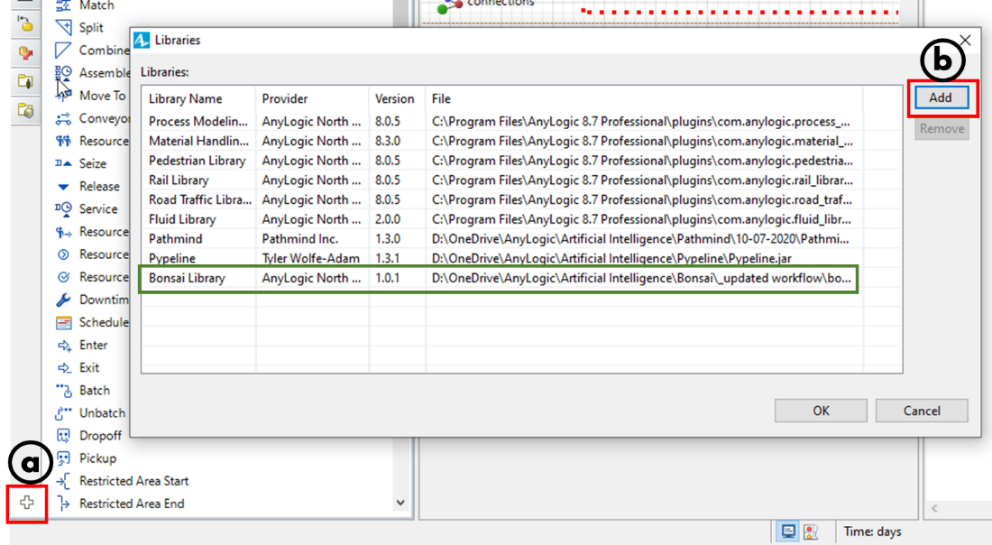 Match
connections
Split
Combine
Assemble
Move To
Conveyor
Resource
Seize
Release
Service
Resource
Resource
Resource
Downtim
Schedule
Enter
Exit
Batch
Unbatch
Dropoff
Pickup
Restricted Area Start
Restricted Area End
Libraries
Libraries:
Library Name Provider Version File
Process Modelin... AnyLogic North ... 8.0.5 C:\Program Files\AnyLogic 8.7 Professional\plugins\com.anylogic.process_...
Material Handlin... AnyLogic North ... 8.3.0 C:\Program Files\AnyLogic 8.7 Professional\plugins\com.anylogic.material_...
Pedestrian Library AnyLogic North ... 8.0.5 C:\Program Files\AnyLogic 8.7 Professional\plugins\com.anylogic.pedestria...
Rail Library AnyLogic North ... 8.0.5 C:\Program Files\AnyLogic 8.7 Professional\plugins\com.anylogic.rail_librar...
Road Traffic Libra... AnyLogic North ... 8.0.5 C:\Program Files\AnyLogic 8.7 Professional\plugins\com.anylogic.road_traf...
Fluid Library AnyLogic North ... 2.0.0 C:\Program Files\AnyLogic 8.7 Professional\plugins\com.anylogic.fluid_libr...
Pathmind Pathmind Inc. 1.3.0 D:\OneDrive\AnyLogic\Artificial Intelligence\Pathmind\10-07-2020\Pathmi...
Pypeline Tyler Wolfe-Adam 1.3.1 D:\OneDrive\AnyLogic\Artificial Intelligence\Pypeline\Pypeline.jar
Bonsai Library AnyLogic North ... 1.0.1 D:\OneDrive\AnyLogic\Artificial Intelligence\Bonsai\_updated workflow\bo...
b
Add
Remove
OK Cancel
a
Time: days